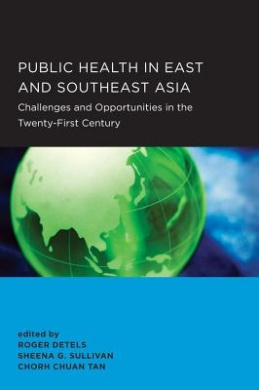 PUBLIC HEALTH IN EAST
AND SOUTHEAST ASIA
Challenges and Opportunities in the
Twenty-First Century
edited by
ROGER DETELS
SHEENA G. SULLIVAN
CHORH CHUAN TAN